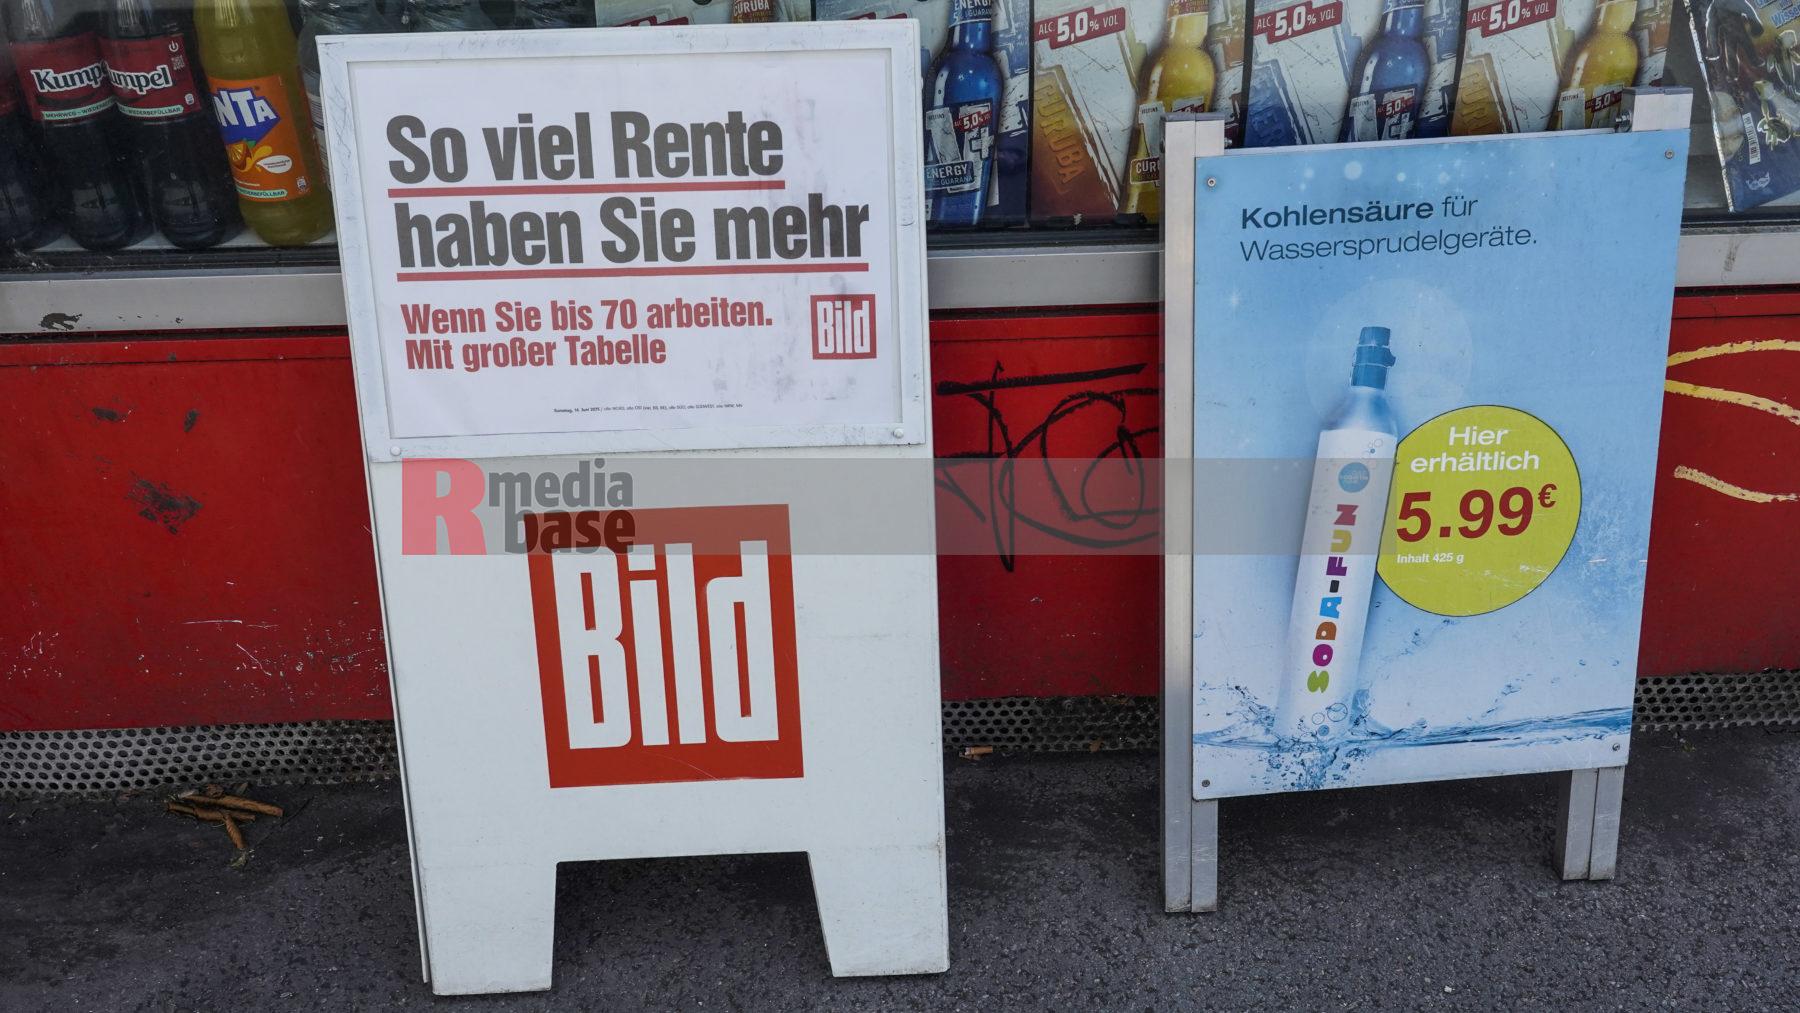 Kumpel
MEHRWEG - WIEDERBEFÜLLBAR
ALC. 5,0% VOL
ALC. 5,0% VOL
ALC. 5,0% VOL
ENERGY
GUARANA
CURUBA
So viel Rente
haben Sie mehr
Wenn Sie bis 70 arbeiten.
Mit großer Tabelle
Bild
R media
base
Bild
Kohlensäure für
Wassersprudelgeräte.
Hier
erhältlich
5.99€
Inhalt 425 g
SODA-FUN